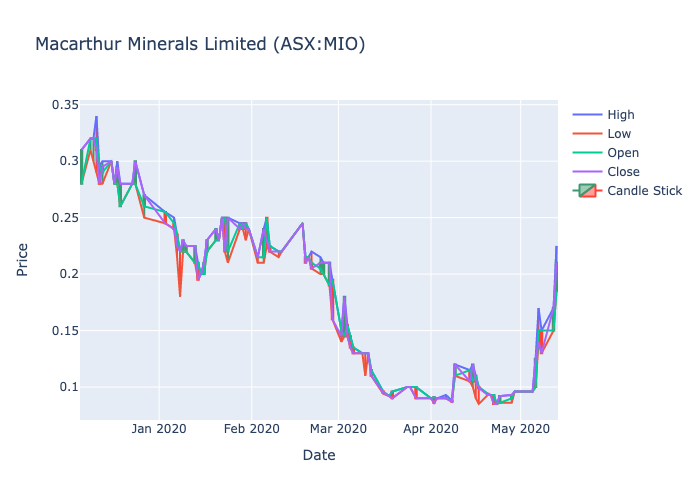 Macarthur Minerals Limited (ASX:MIO)
0.35
0.3
0.25
0.2
0.15
0.1
Price
Jan 2020
Feb 2020
Mar 2020
Apr 2020
May 2020
Date
High
Low
Open
Close
Candle Stick